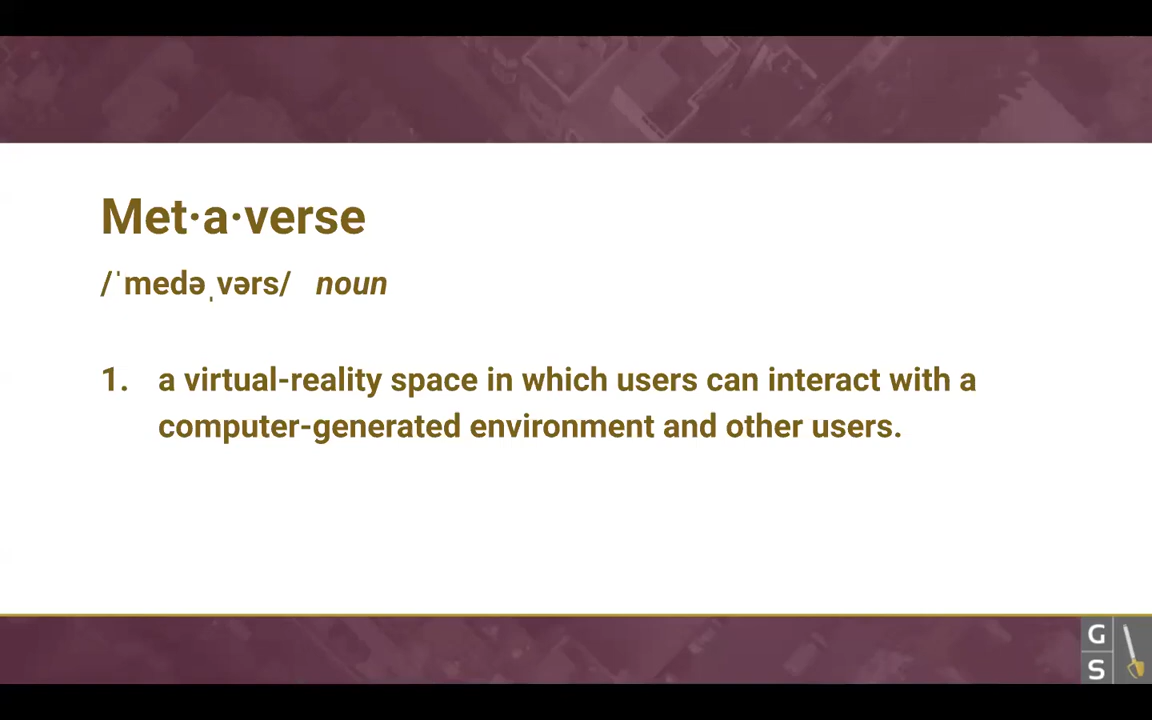 Met·a·verse
/ˈmedəˌvərs/ noun
1. a virtual-reality space in which users can interact with a
computer-generated environment and other users.
G
S